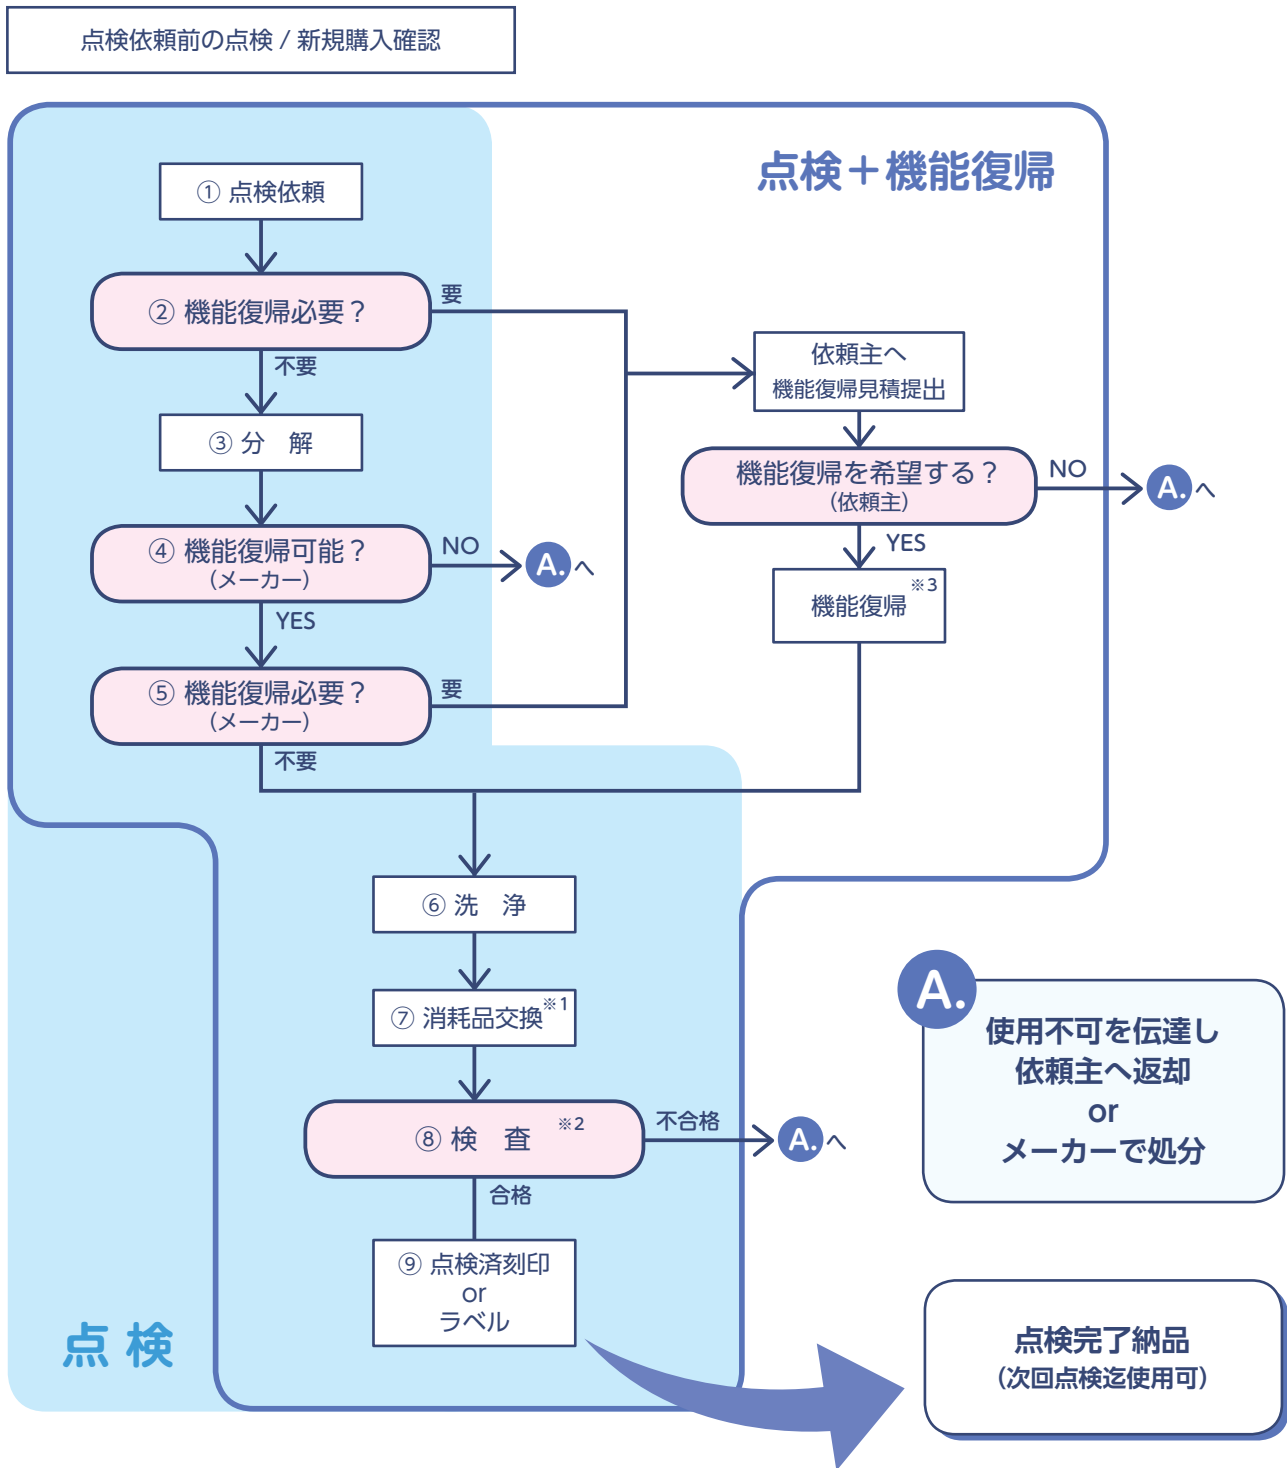 点検依頼前の点検 / 新規購入確認
点検＋機能復帰
① 点検依頼
② 機能復帰必要？
要
不要
依頼主へ
機能復帰見積提出
③ 分　解
機能復帰を希望する？
(依頼主)
NO
A.へ
YES
④ 機能復帰可能？
(メーカー)
NO
A.へ
YES
機能復帰※3
⑤ 機能復帰必要？
(メーカー)
要
不要
⑥ 洗　浄
⑦ 消耗品交換※1
⑧ 検　査 ※2
不合格
A.へ
合格
⑨ 点検済刻印
or
ラベル
点 検
A.
使用不可を伝達し
依頼主へ返却
or
メーカーで処分
点検完了納品
(次回点検迄使用可)